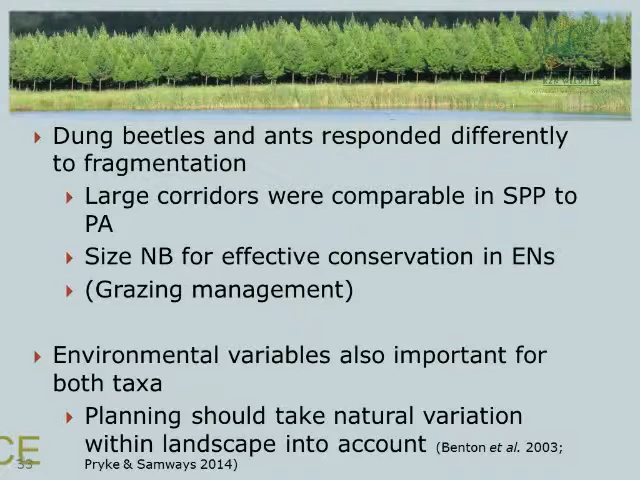 Dung beetles and ants responded differently
to fragmentation
Large corridors were comparable in SPP to
PA
Size NB for effective conservation in ENs
(Grazing management)
Environmental variables also important for
both taxa
Planning should take natural variation
within landscape into account (Benton et al. 2003;
Pryke & Samways 2014)
CE
33